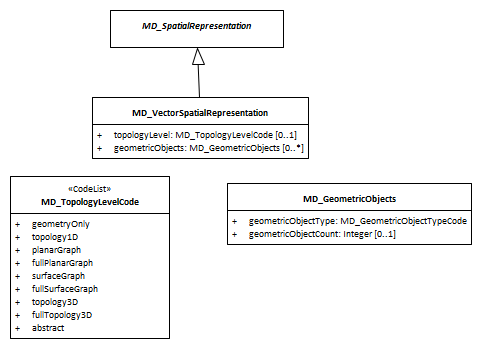 MD_SpatialRepresentation
MD_VectorSpatialRepresentation
+ topologyLevel: MD_TopologyLevelCode [0..1]
+ geometricObjects: MD_GeometricObjects [0..*]
«CodeList»
MD_TopologyLevelCode
+ geometryOnly
+ topology1D
+ planarGraph
+ fullPlanarGraph
+ surfaceGraph
+ fullSurfaceGraph
+ topology3D
+ fullTopology3D
+ abstract
MD_GeometricObjects
+ geometricObjectType: MD_GeometricObjectTypeCode
+ geometricObjectCount: Integer [0..1]